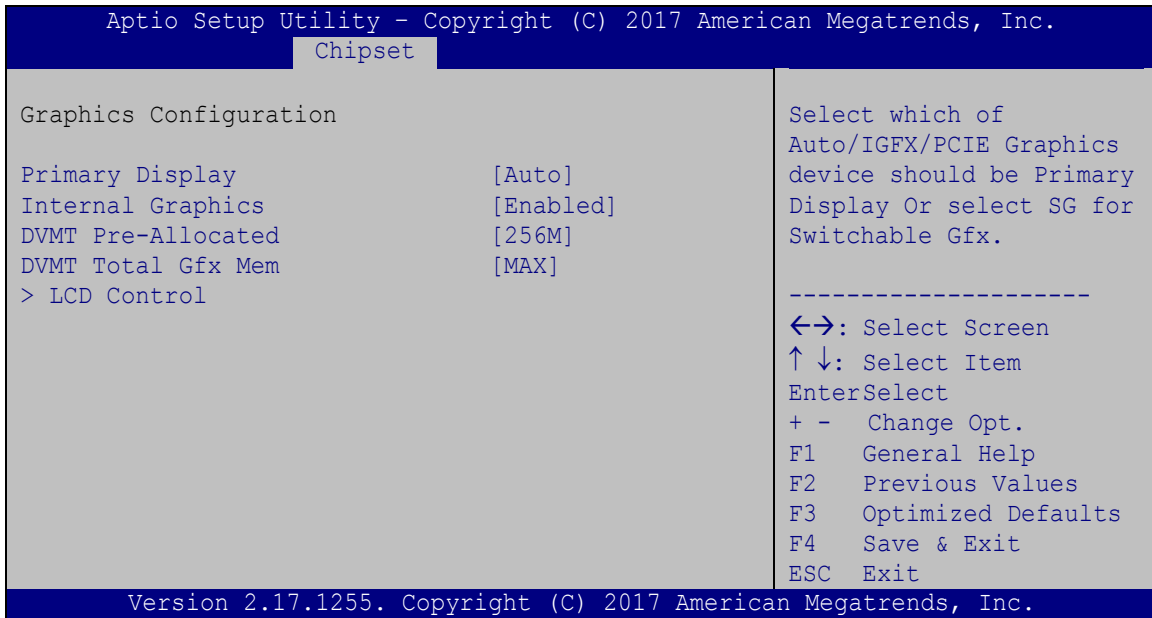 Aptio Setup Utility – Copyright (C) 2017 American Megatrends, Inc.
Chipset
Graphics Configuration
Primary Display [Auto]
Internal Graphics [Enabled]
DVMT Pre-Allocated [256M]
DVMT Total Gfx Mem [MAX]
> LCD Control
Select which of
Auto/IGFX/PCIE Graphics
device should be Primary
Display Or select SG for
Switchable Gfx.
---------------------
←→: Select Screen
↑ ↓: Select Item
EnterSelect
+ - Change Opt.
F1 General Help
F2 Previous Values
F3 Optimized Defaults
F4 Save & Exit
ESC Exit
Version 2.17.1255. Copyright (C) 2017 American Megatrends, Inc.